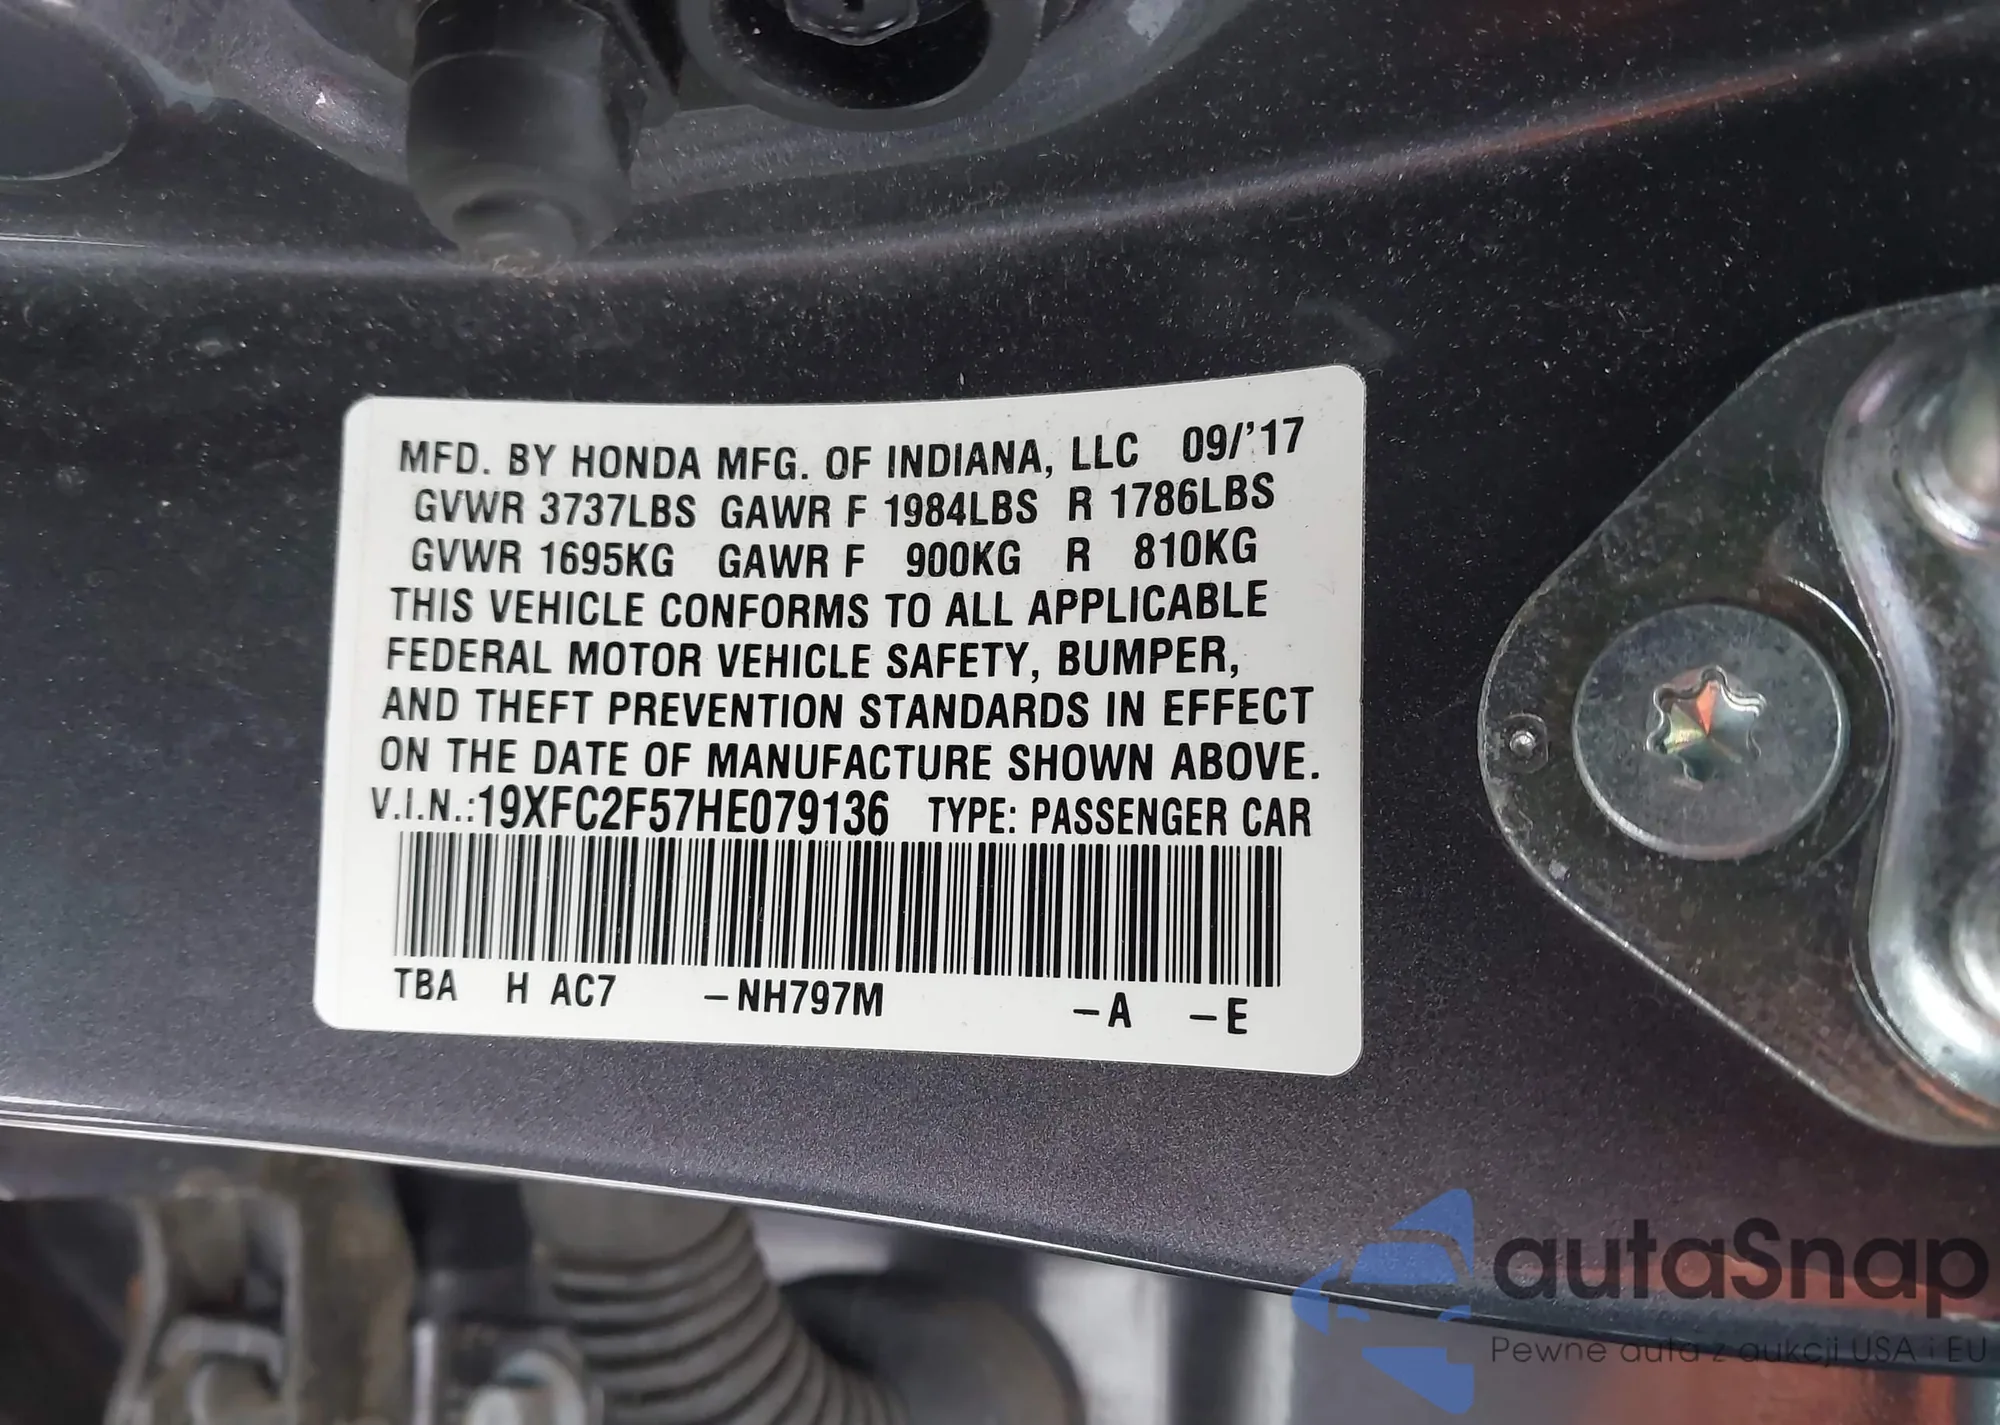 MFD. BY HONDA MFG. OF INDIANA, LLC 09/'17
GVWR 3737LBS GAWR F 1984LBS R 1786LBS
GVWR 1695KG GAWR F 900KG R 810KG
THIS VEHICLE CONFORMS TO ALL APPLICABLE
FEDERAL MOTOR VEHICLE SAFETY, BUMPER,
AND THEFT PREVENTION STANDARDS IN EFFECT
ON THE DATE OF MANUFACTURE SHOWN ABOVE.
V.I.N.:19XFC2F57HE079136 TYPE: PASSENGER CAR
TBA H AC7 -NH797M -A -E
autaSnap
Pewne auta z aukcji USA i EU